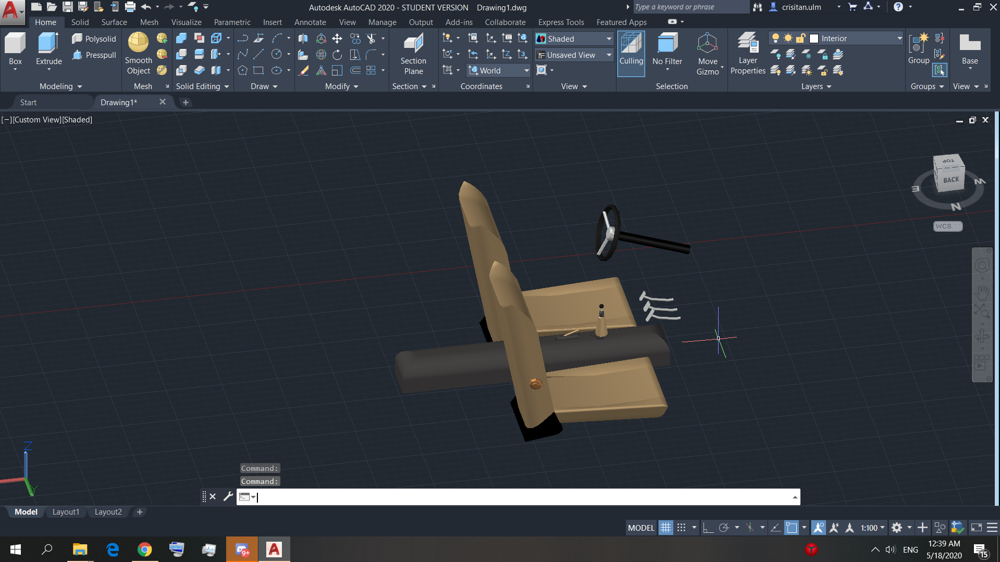 Autodesk AutoCAD 2020 - STUDENT VERSION    Drawing1.dwg
Type a keyword or phrase
crisitan.ulm
Home
Solid
Surface
Mesh
Visualize
Parametric
Insert
Annotate
View
Manage
Output
Add-ins
Collaborate
Express Tools
Featured Apps
Box
Extrude
Polysolid
Presspull
Smooth
Object
Section
Plane
World
Shaded
Unsaved View
Culling
No Filter
Move
Gizmo
Layer
Properties
Interior
Group
Base
Modeling
Mesh
Solid Editing
Draw
Modify
Section
Coordinates
View
Selection
Layers
Groups
View
Start
Drawing1*
[−][Custom View][Shaded]
TOP
BACK
E
W
N
WCS
Z
Y
Command:
Command:
Model
Layout1
Layout2
MODEL
1:100
9+
ENG
12:39 AM
5/18/2020
15